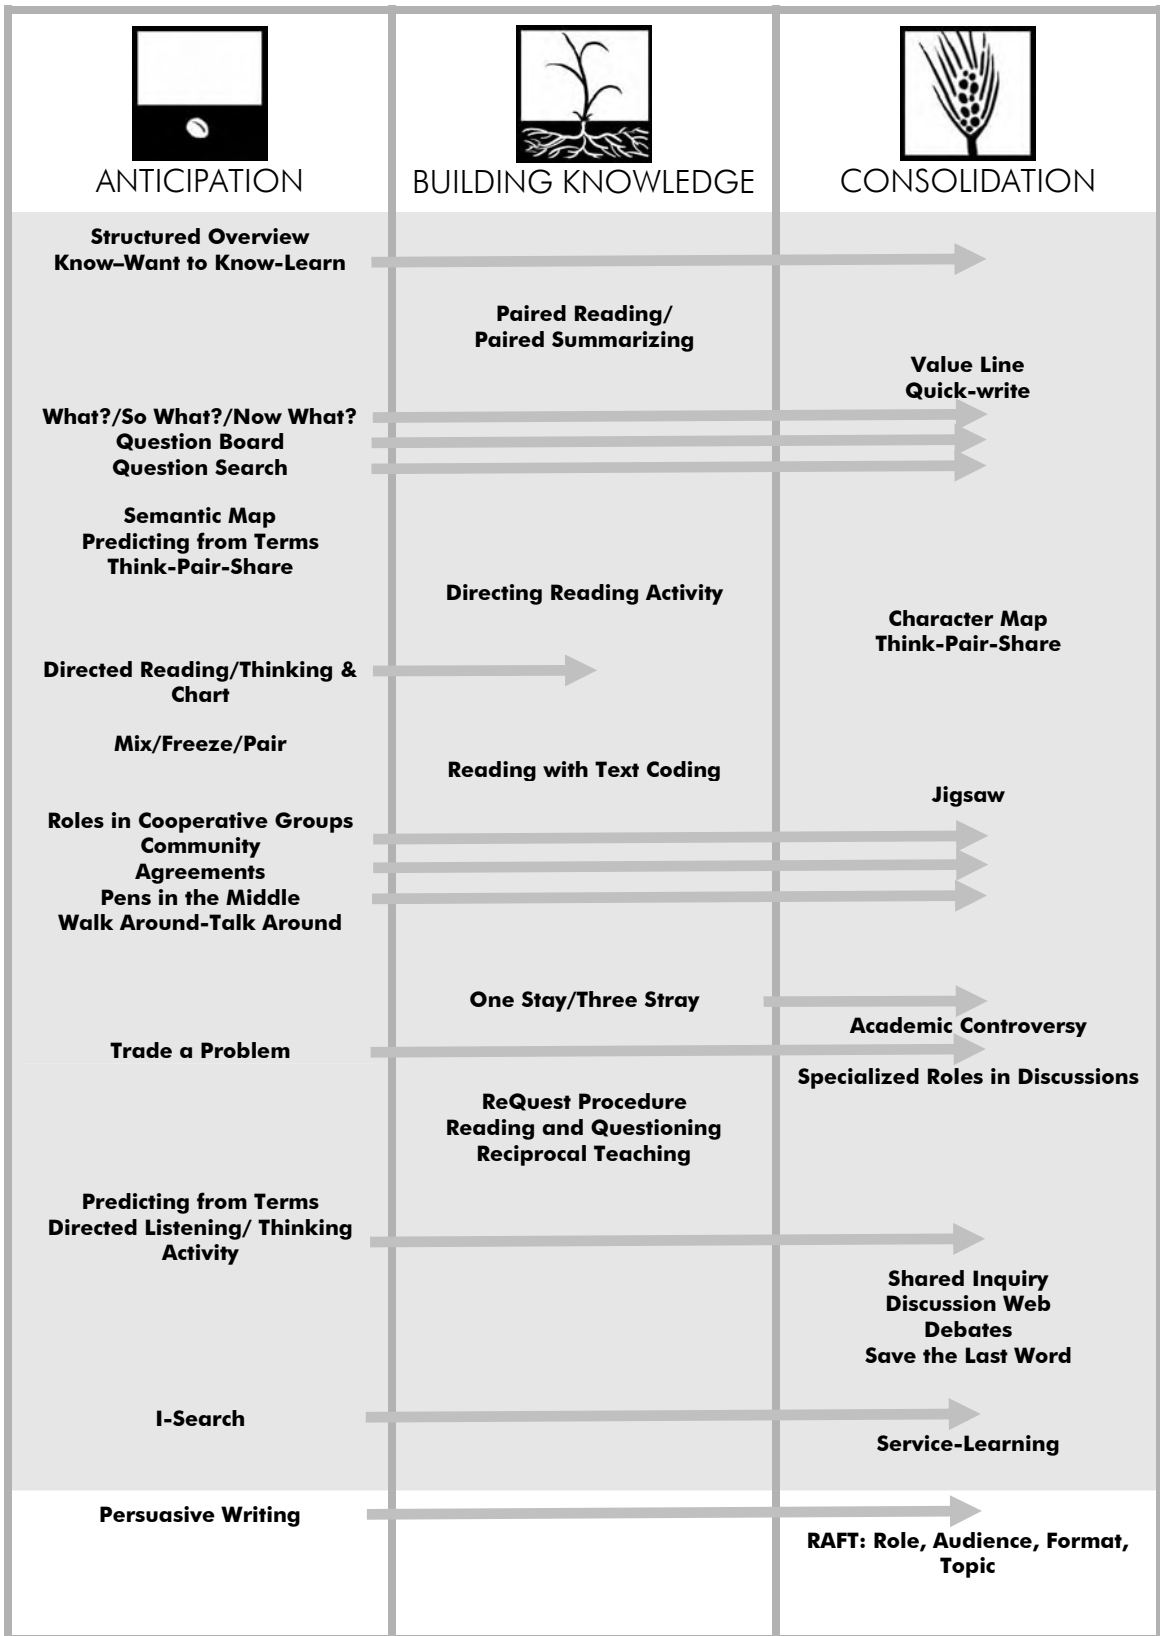 ANTICIPATION
BUILDING KNOWLEDGE
CONSOLIDATION
Structured Overview
Know–Want to Know-Learn
Paired Reading/
Paired Summarizing
Value Line
Quick-write
What?/So What?/Now What?
Question Board
Question Search
Semantic Map
Predicting from Terms
Think-Pair-Share
Directing Reading Activity
Character Map
Think-Pair-Share
Directed Reading/Thinking &
Chart
Mix/Freeze/Pair
Reading with Text Coding
Jigsaw
Roles in Cooperative Groups
Community
Agreements
Pens in the Middle
Walk Around-Talk Around
One Stay/Three Stray
Academic Controversy
Trade a Problem
Specialized Roles in Discussions
ReQuest Procedure
Reading and Questioning
Reciprocal Teaching
Predicting from Terms
Directed Listening/ Thinking
Activity
Shared Inquiry
Discussion Web
Debates
Save the Last Word
I-Search
Service-Learning
Persuasive Writing
RAFT: Role, Audience, Format,
Topic